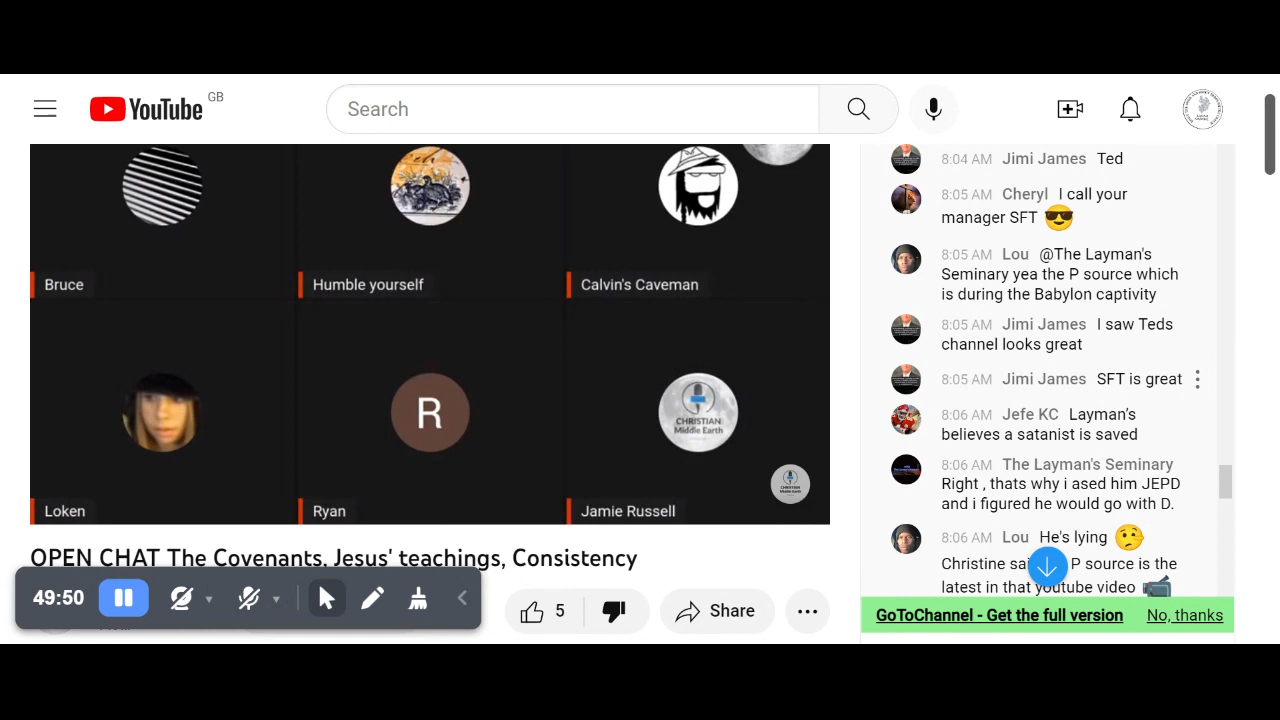 YouTube GB
Search
Bruce
Humble yourself
Calvin's Caveman
R
CHRISTIAN
Middle Earth
Loken
Ryan
Jamie Russell
CHRISTIAN
Middle Earth
OPEN CHAT The Covenants, Jesus' teachings, Consistency
49:50
5
Share
8:04 AM Jimi James Ted
8:05 AM Cheryl I call your
manager SFT 😎
8:05 AM Lou @The Layman's
Seminary yea the P source which
is during the Babylon captivity
8:05 AM Jimi James I saw Teds
channel looks great
8:05 AM Jimi James SFT is great
8:06 AM Jefe KC Layman's
believes a satanist is saved
8:06 AM The Layman's Seminary
Right , thats why i ased him JEPD
and i figured he would go with D.
8:06 AM Lou He's lying 🤥
Christine sa P source is the
latest in that youtube video
GoToChannel - Get the full version No, thanks